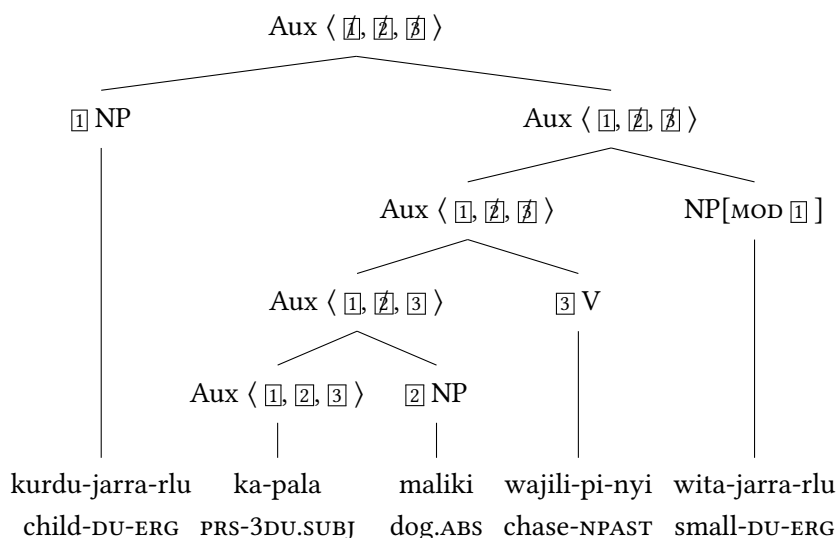 Aux ⟨ 1̸, 2̸, 3̸ ⟩
1 NP
Aux ⟨ 1, 2̸, 3̸ ⟩
Aux ⟨ 1, 2̸, 3̸ ⟩
NP[MOD 1 ]
Aux ⟨ 1, 2̸, 3 ⟩
3 V
Aux ⟨ 1, 2, 3 ⟩
2 NP
kurdu-jarra-rlu ka-pala maliki wajili-pi-nyi wita-jarra-rlu
child-DU-ERG PRS-3DU.SUBJ dog.ABS chase-NPAST small-DU-ERG